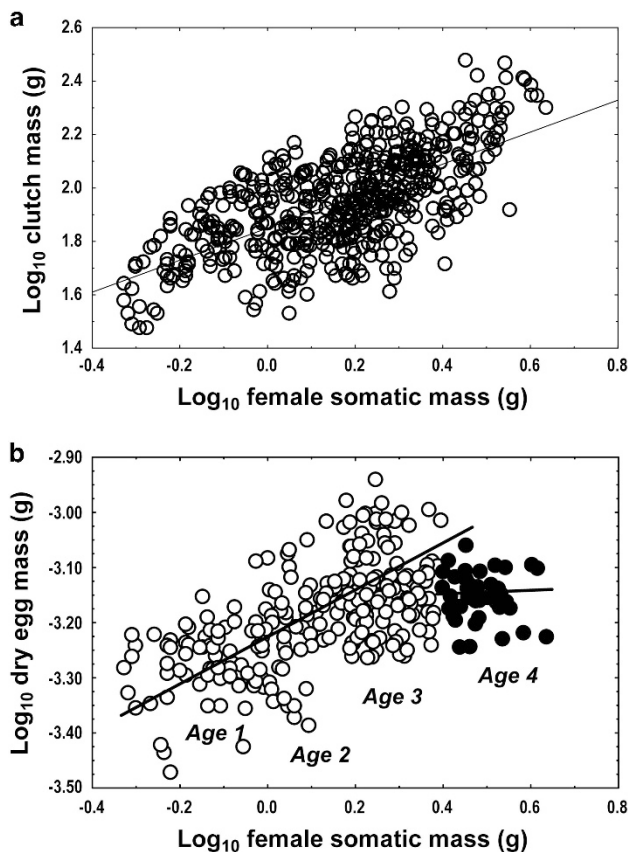 a
2.6
2.4
2.2
2.0
1.8
1.6
1.4
Log10 clutch mass (g)
-0.4 -0.2 0.0 0.2 0.4 0.6 0.8
Log10 female somatic mass (g)
b
-2.90
-3.00
-3.10
-3.20
-3.30
-3.40
-3.50
Log10 dry egg mass (g)
Age 1
Age 2
Age 3
Age 4
-0.4 -0.2 0.0 0.2 0.4 0.6 0.8
Log10 female somatic mass (g)